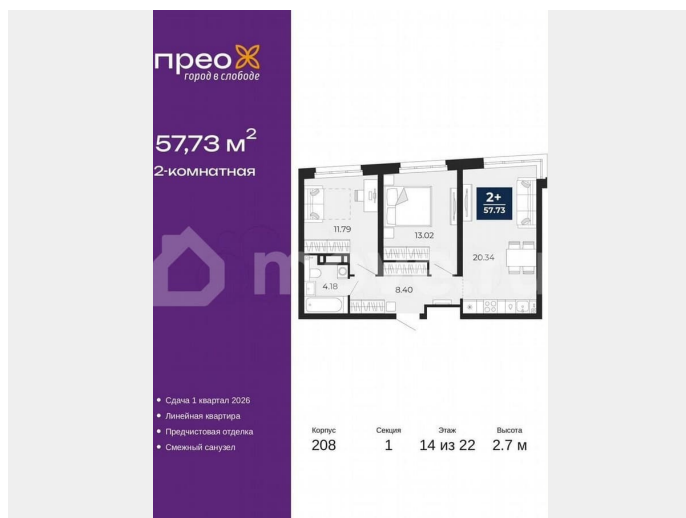 прео
город в слободе
57,73 м²
2-комнатная
2+
57.73
11.79
13.02
20.34
4.18
8.40
• Сдача 1 квартал 2026
• Линейная квартира
• Предчистовая отделка
• Смежный санузел
Корпус Секция Этаж Высота
208 1 14 из 22 2.7 м